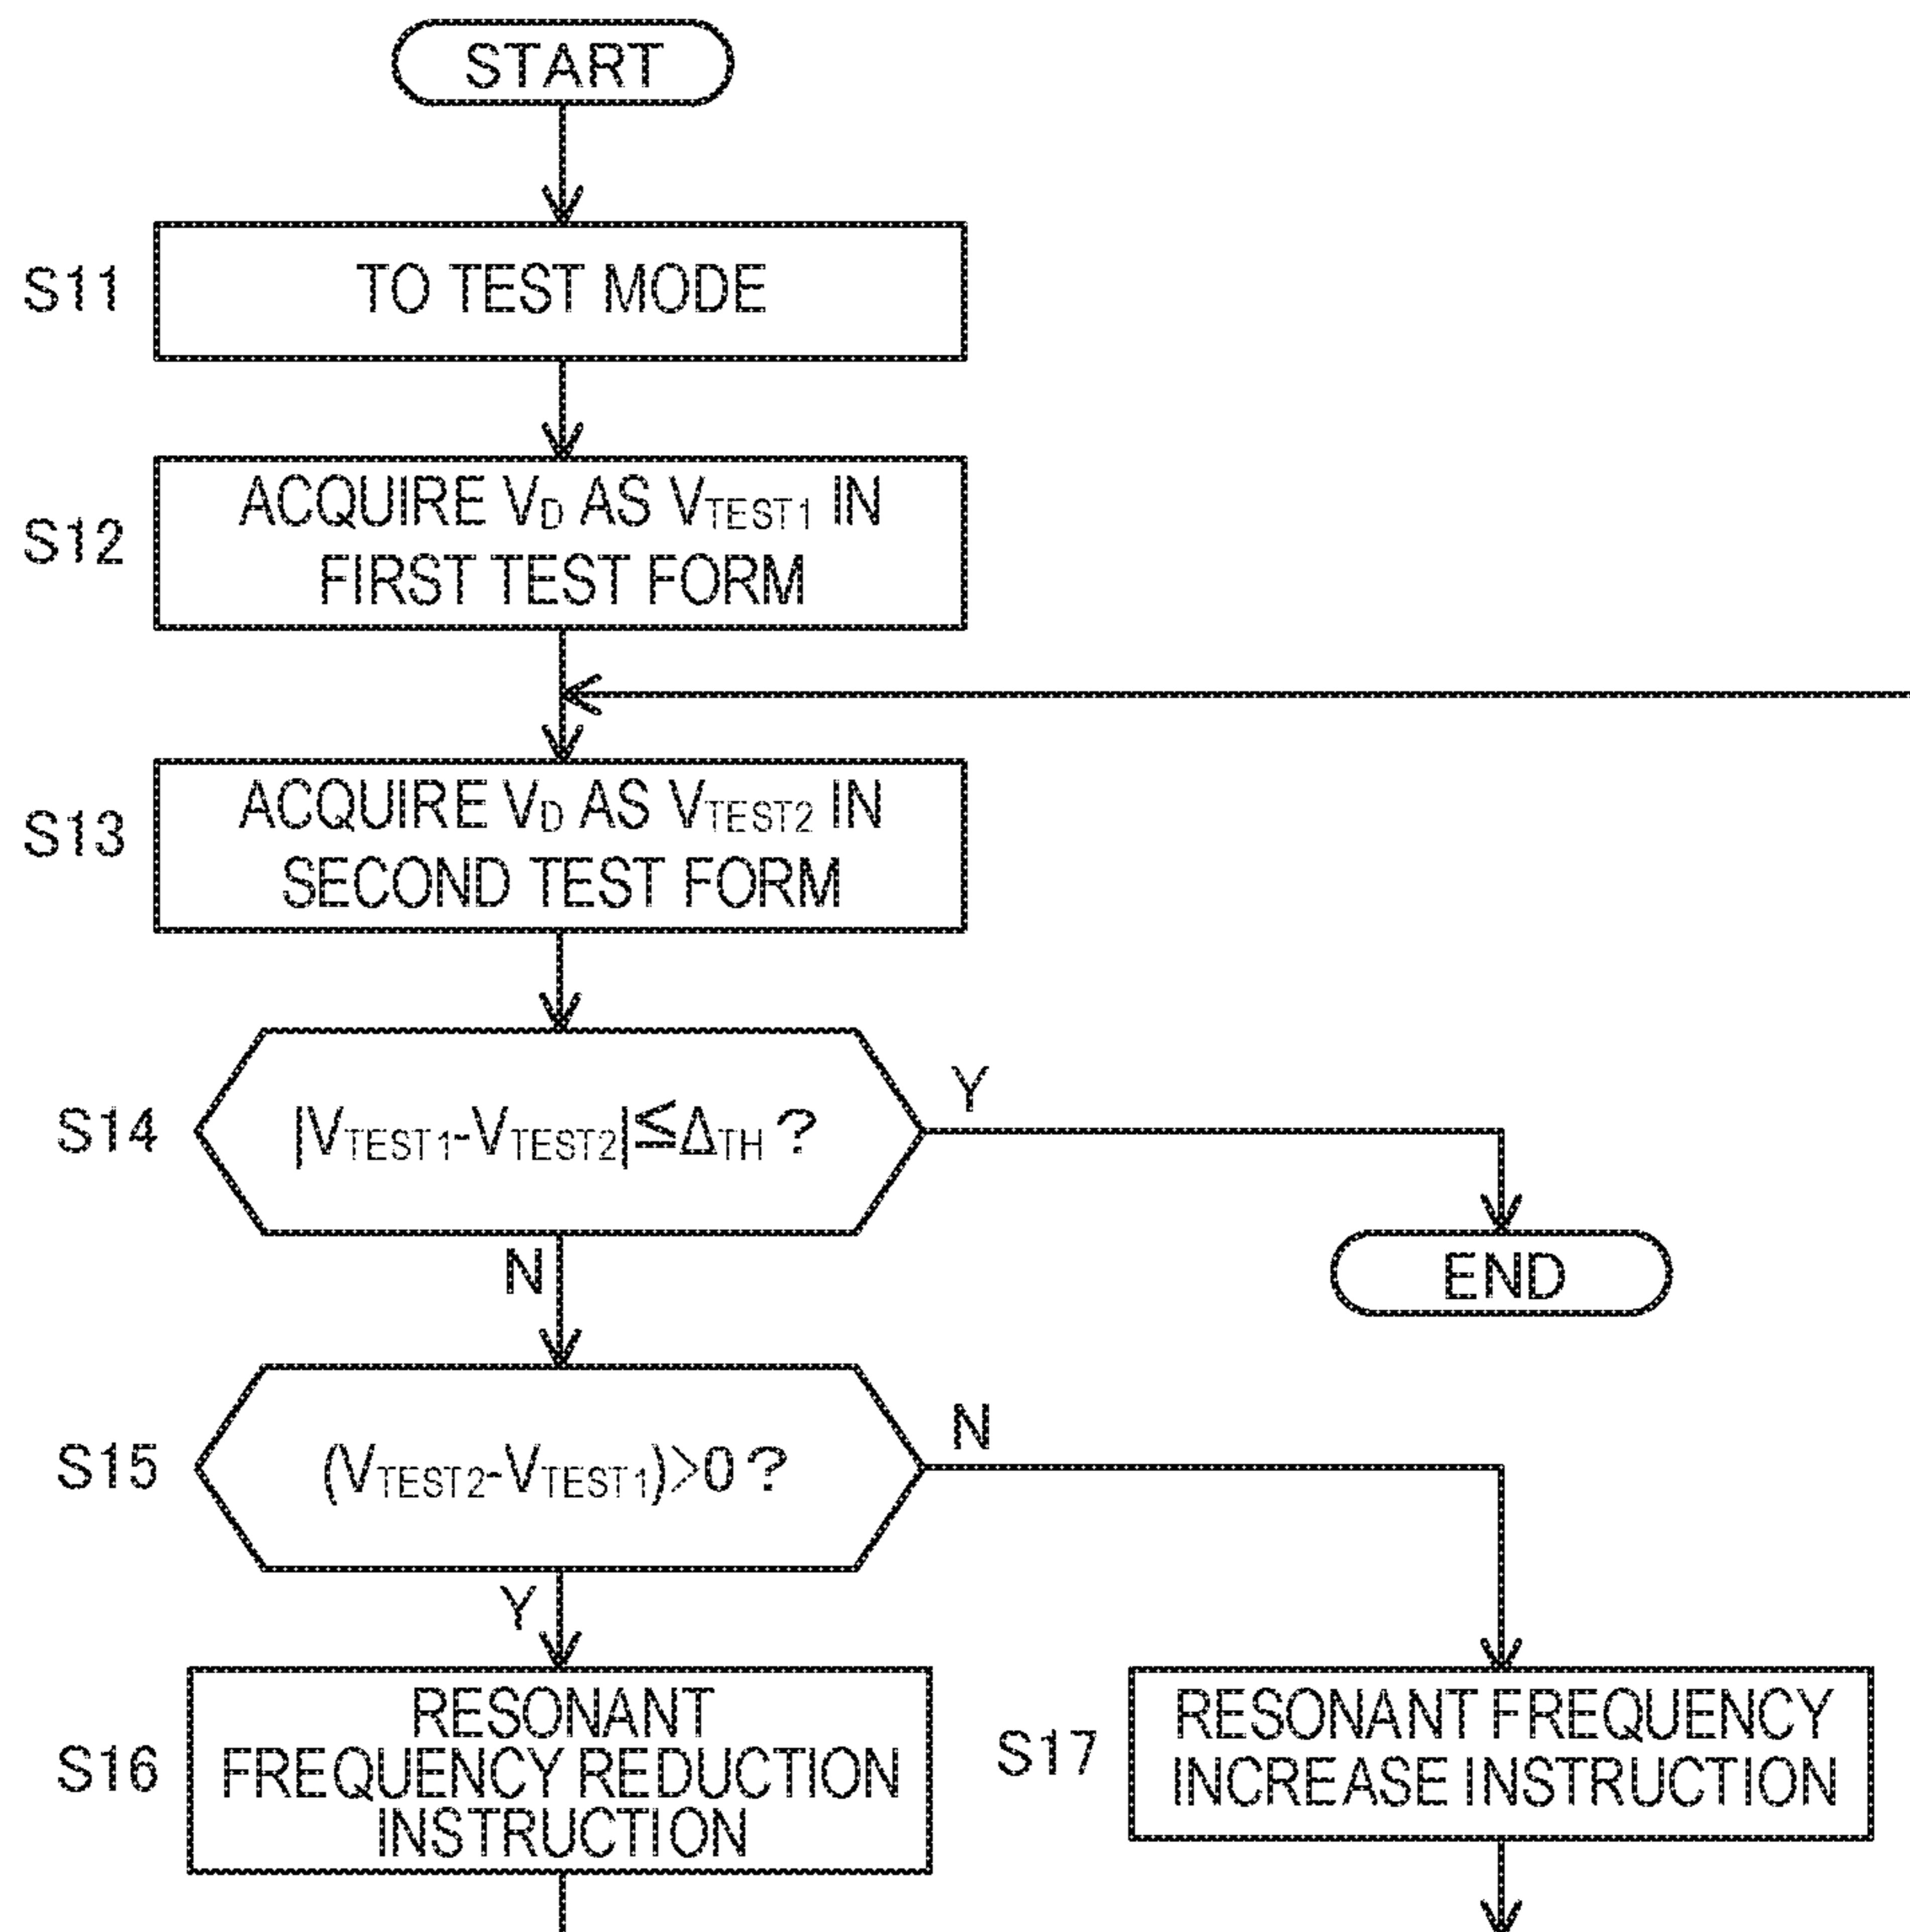 START
S11
TO TEST MODE
S12
ACQUIRE VD AS VTEST1 IN
FIRST TEST FORM
S13
ACQUIRE VD AS VTEST2 IN
SECOND TEST FORM
S14
|VTEST1-VTEST2|≦ΔTH ?
Y
N
END
S15
(VTEST2-VTEST1)>0 ?
N
Y
S16
RESONANT
FREQUENCY REDUCTION
INSTRUCTION
S17
RESONANT FREQUENCY
INCREASE INSTRUCTION